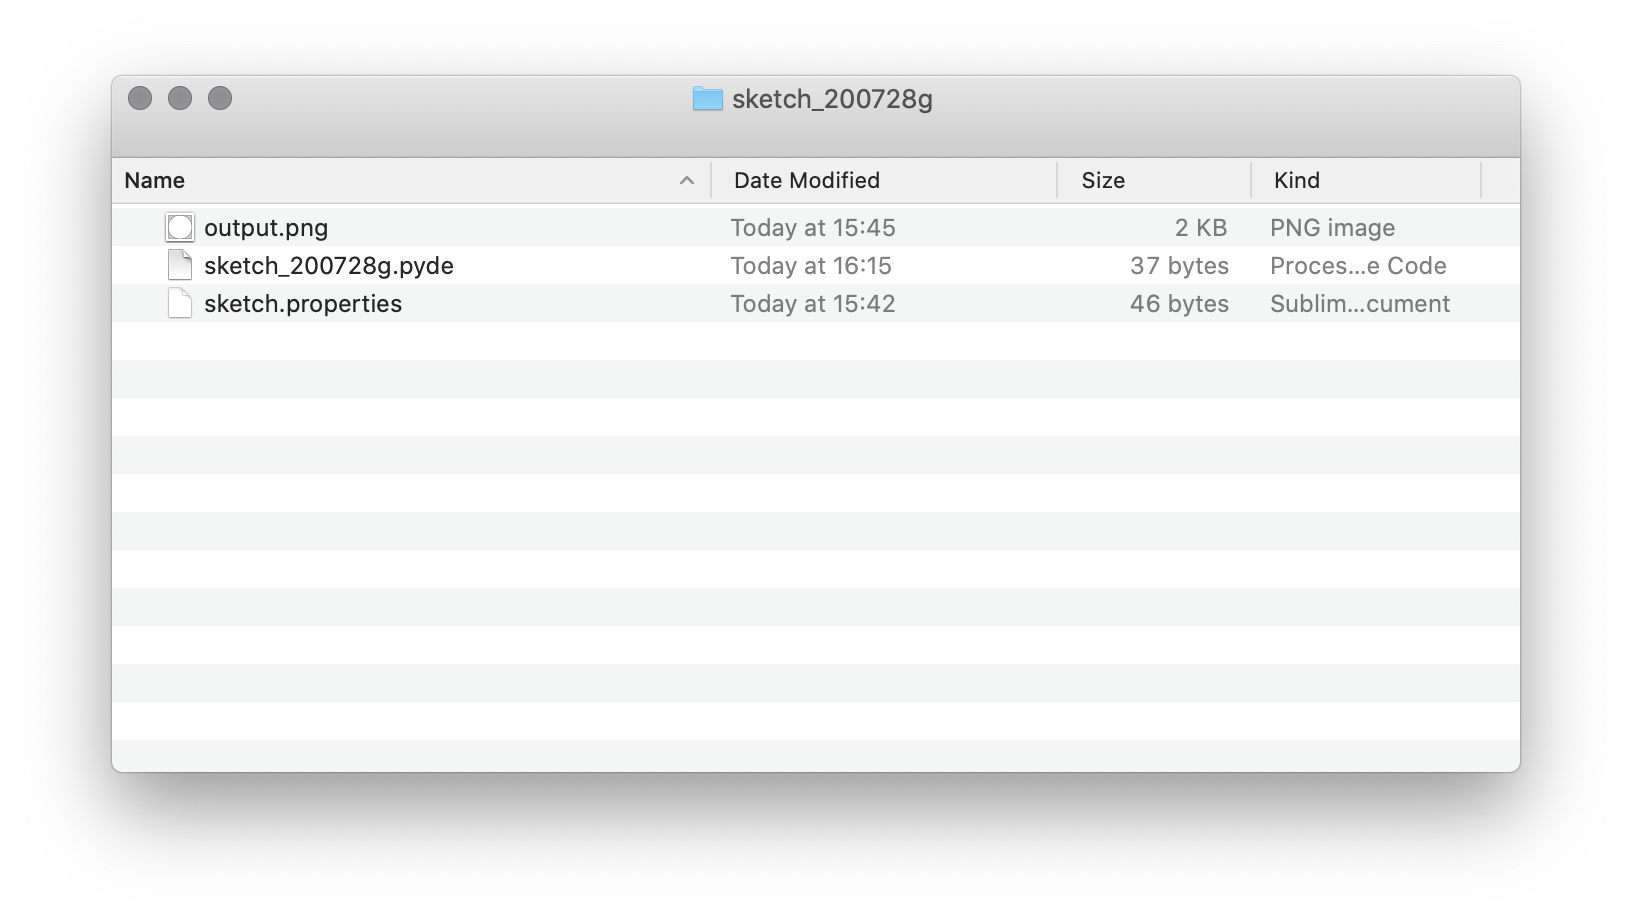 sketch_200728g
Name Date Modified Size Kind
output.png Today at 15:45 2 KB PNG image
sketch_200728g.pyde Today at 16:15 37 bytes Proces...e Code
sketch.properties Today at 15:42 46 bytes Sublim...cument